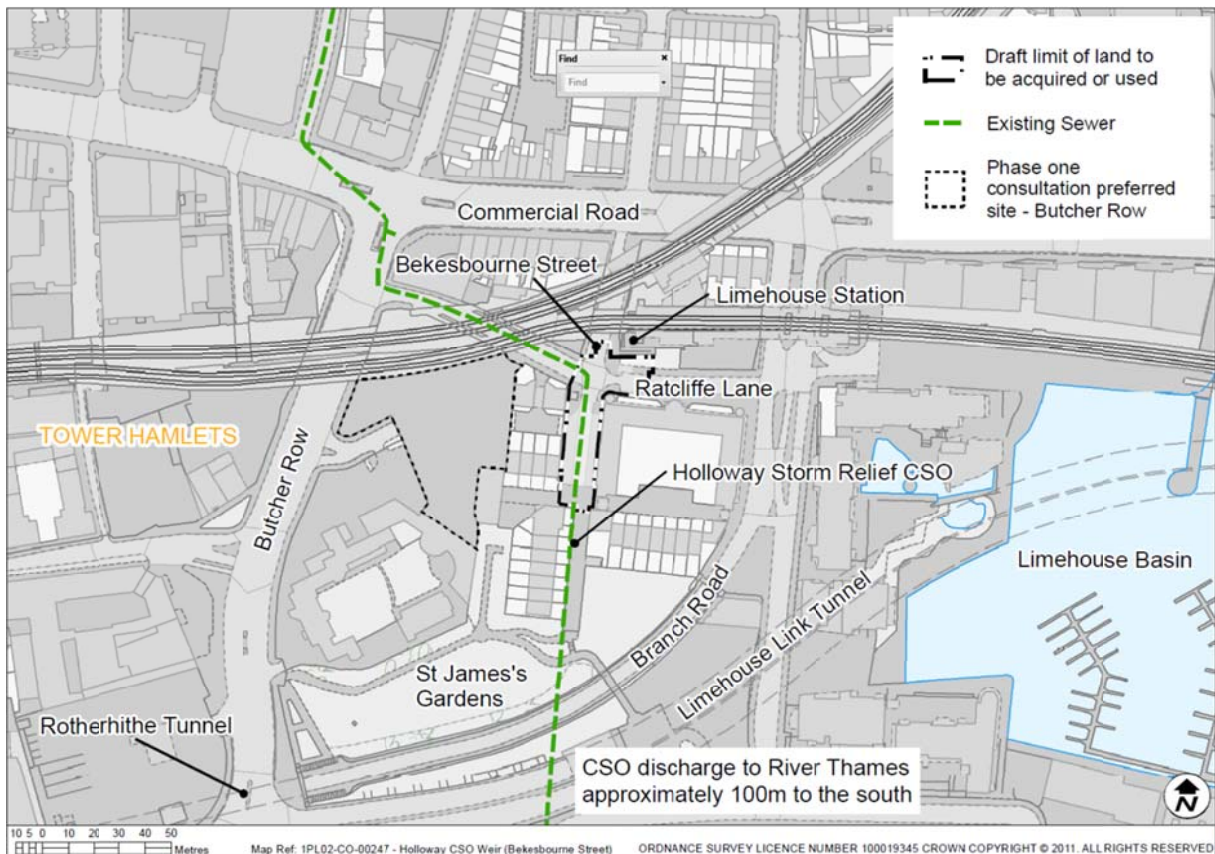 Find
Find
Draft limit of land to
be acquired or used
Existing Sewer
Phase one
consultation preferred
site - Butcher Row
Commercial Road
Bekesbourne Street
Limehouse Station
Ratcliffe Lane
TOWER HAMLETS
Butcher Row
Holloway Storm Relief CSO
Limehouse Basin
Branch Road
Limehouse Link Tunnel
St James's
Gardens
Rotherhithe Tunnel
CSO discharge to River Thames
approximately 100m to the south
N
10 5 0 10 20 30 40 50
Metres
Map Ref: 1PL02-CO-00247 - Holloway CSO Weir (Bekesbourne Street)
ORDNANCE SURVEY LICENCE NUMBER 100019345 CROWN COPYRIGHT © 2011. ALL RIGHTS RESERVED